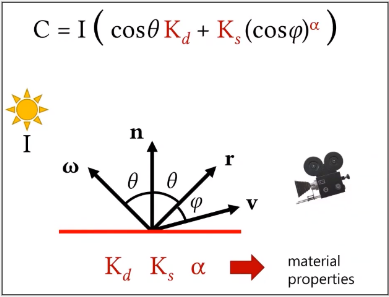 C = I ( cosθ K_d + K_s (cosφ)^α )
I
n
ω
θ
θ
r
φ
v
K_d K_s α
material
properties